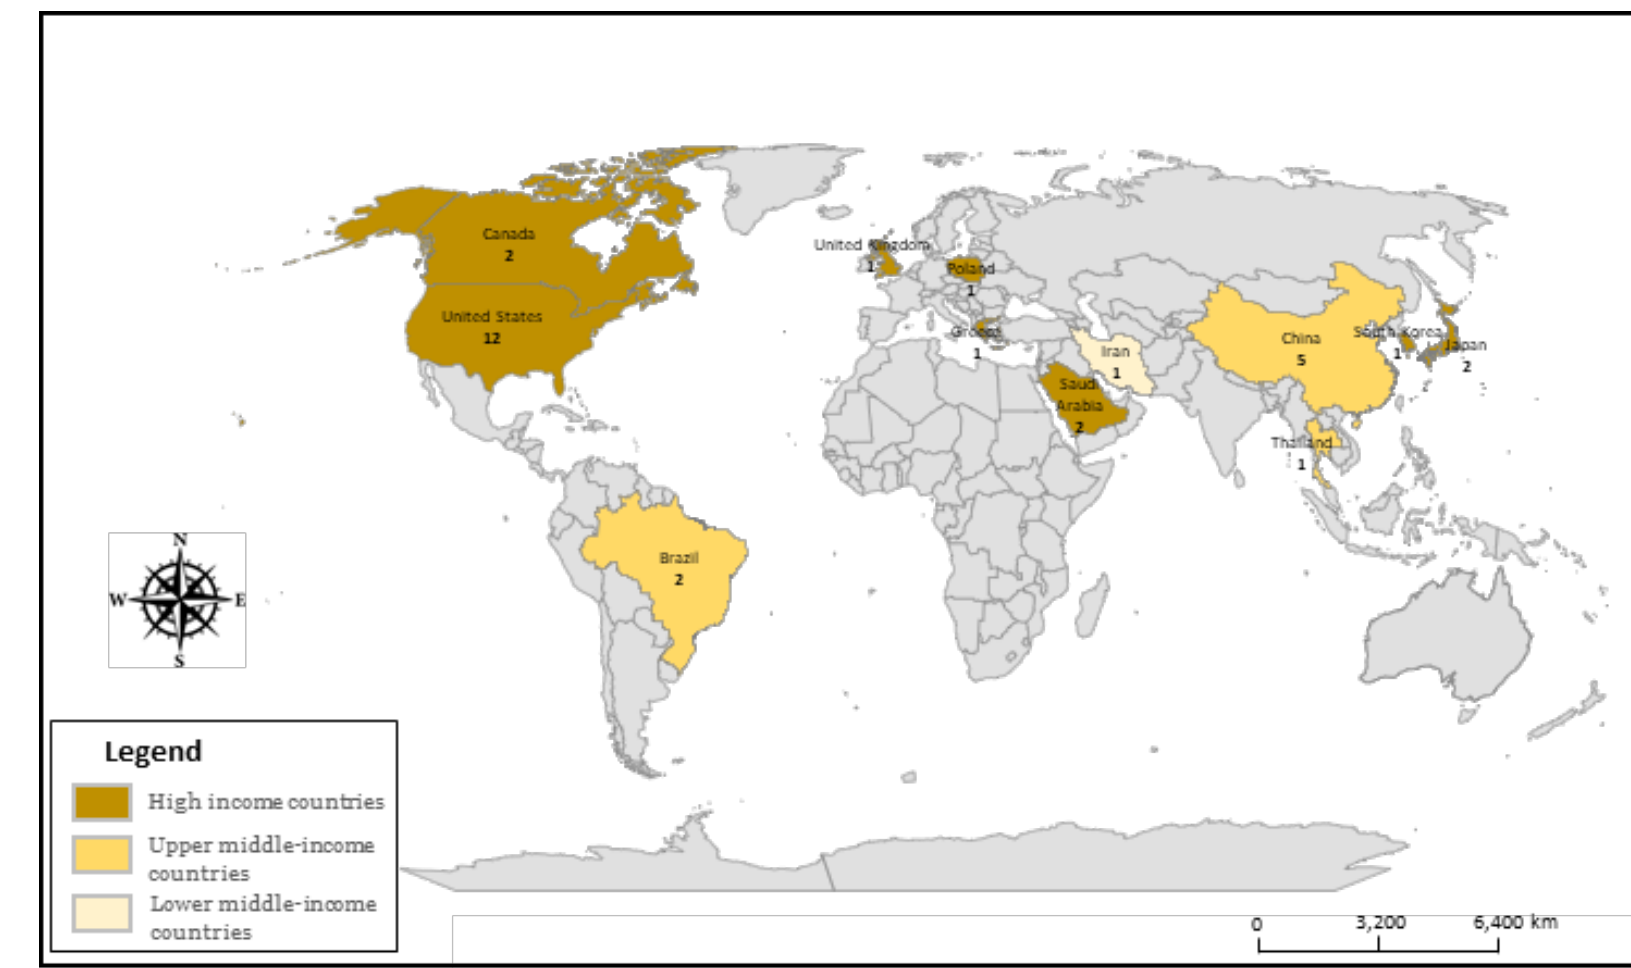 Canada
2
United States
12
United Kingdom
1
Poland
1
Greece
1
Iran
1
Saudi
Arabia
2
China
5
South Korea
1
Japan
2
Thailand
1
Brazil
2
N
W
E
S
Legend
High income countries
Upper middle-income
countries
Lower middle-income
countries
0 3,200 6,400 km